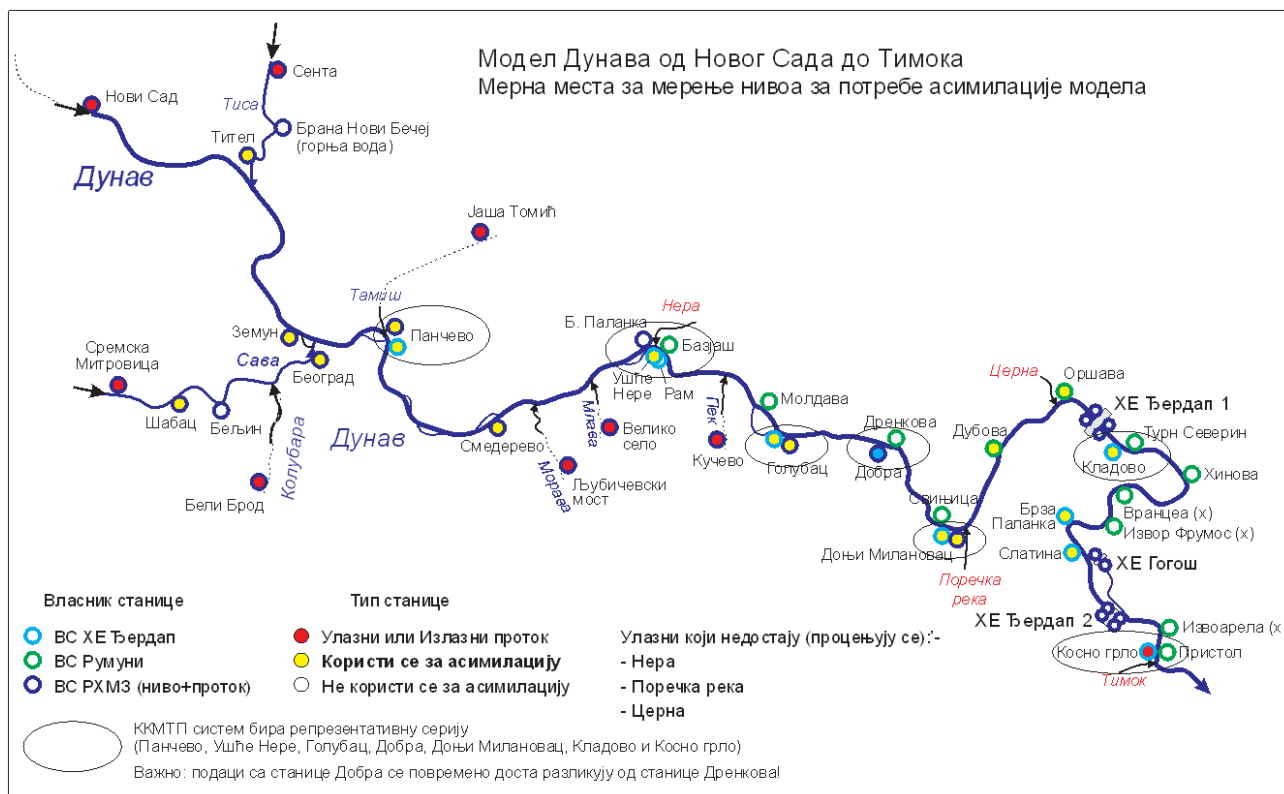 Модел Дунава од Новог Сада до Тимока
Мерна места за мерење нивоа за потребе асимилације модела
Сента
Нови Сад
Тиса
Брана Нови Бечеј
(горња вода)
Тител
Дунав
Јаша Томић
Тамиш
Панчево
Земун
Сава
Београд
Сремска
Митровица
Шабац
Бељин
Колубара
Бели Брод
Дунав
Смедерево
Морава
Љубичевски
мост
Млава
Велико
село
Б. Паланка
Нера
Базјаш
Ушће
Нере
Рам
Пек
Кучево
Молдава
Голубац
Дренкова
Добра
Свињица
Доњи Милановац
Поречка
река
Дубова
Церна
Оршава
ХЕ Ђердап 1
Турн Северин
Кладово
Хинова
Вранцеа (х)
Извор Фрумос (х)
Брза
Паланка
Слатина
ХЕ Гогош
ХЕ Ђердап 2
Извоарела (х
Косно грло
Пристол
Тимок
Власник станице
ВС ХЕ Ђердап
ВС Румуни
ВС РХМЗ (ниво+проток)
Тип станице
Улазни или Излазни проток
Користи се за асимилацију
Не користи се за асимилацију
Улазни који недостају (процењују се):'-
- Нера
- Поречка река
- Церна
ККМТП систем бира репрезентативну серију
(Панчево, Ушће Нере, Голубац, Добра, Доњи Милановац, Кладово и Косно грло)
Важно: подаци са станице Добра се повремено доста разликују од станице Дренкова!